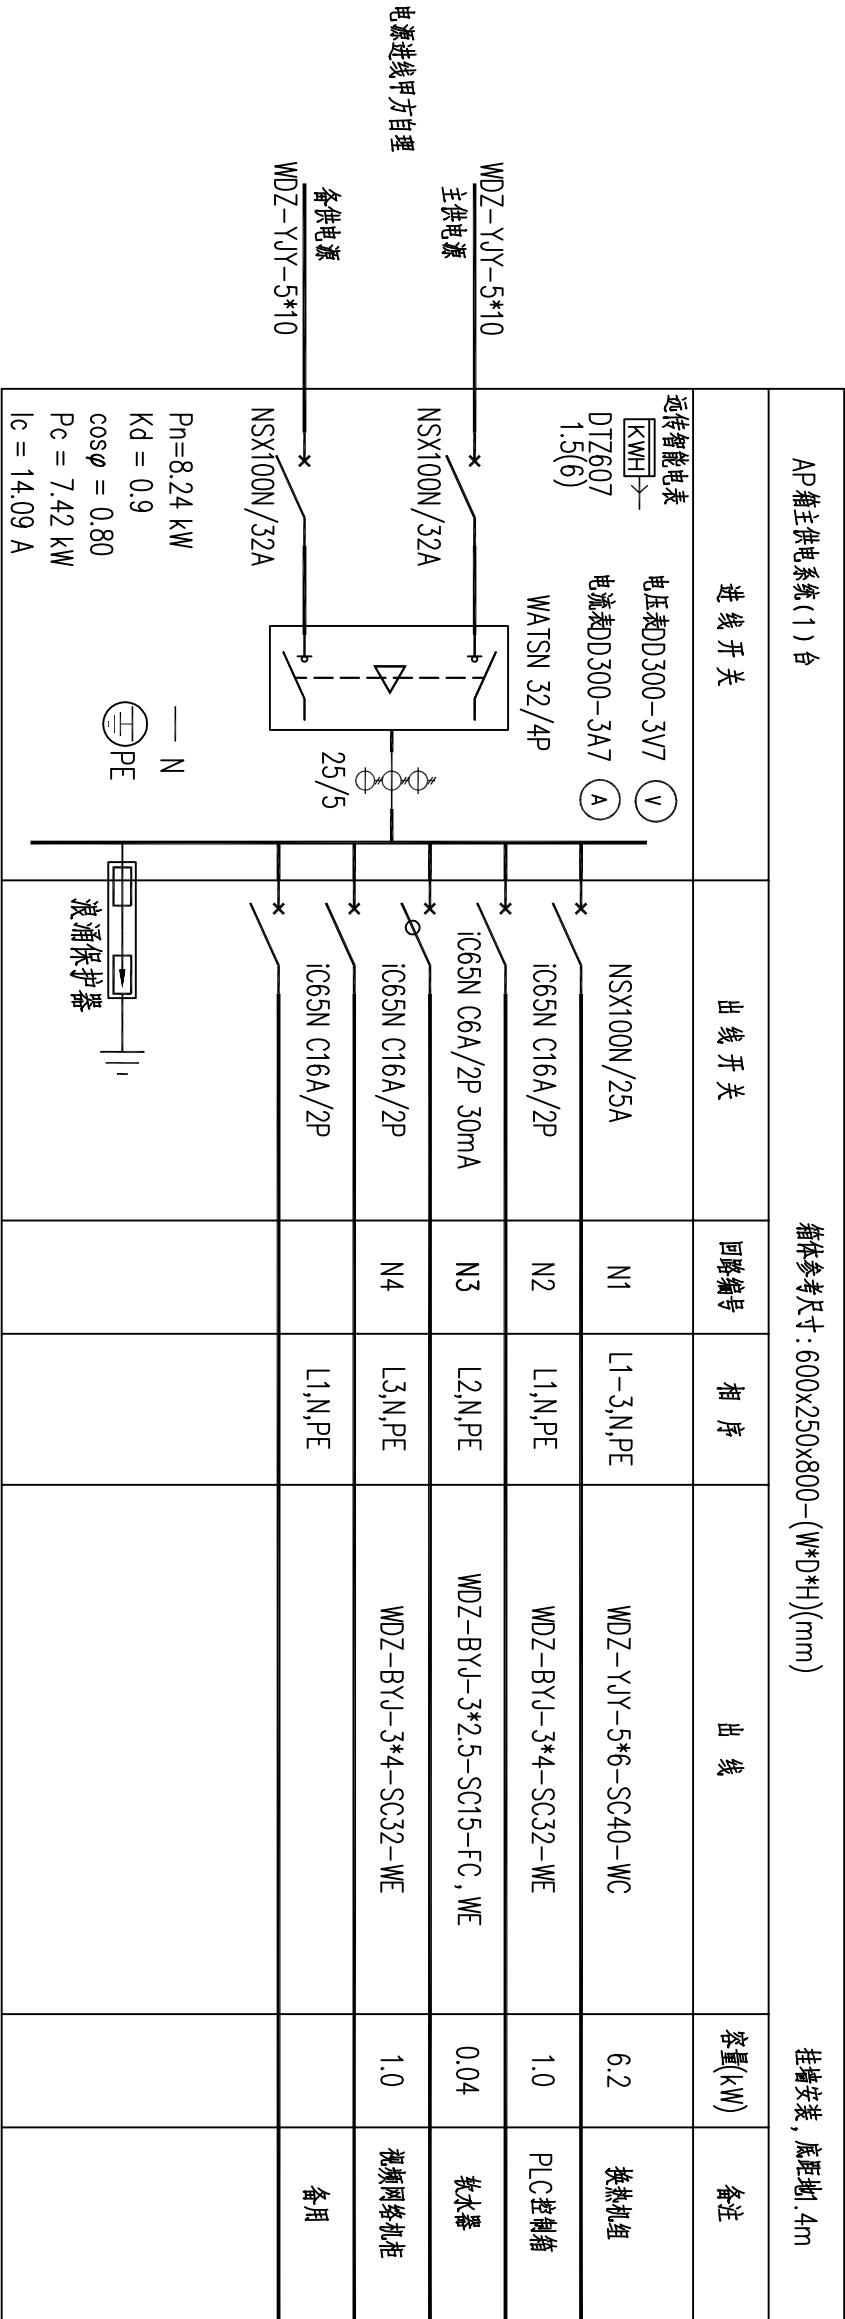 AP箱主供电系统(1)台
箱体参考尺寸：600x250x800-(W*D*H)(mm)
挂墙安装，底距地1.4m
进线开关
出线开关
回路编号
相序
出线
容量(kW)
备注
电源进线甲方自理
WDZ-YJY-5*10
主供电源
备供电源
WDZ-YJY-5*10
远传智能电表
KWH
DTZ607
1.5(6)
电压表DD300-3V7
V
电流表DD300-3A7
A
NSX100N/32A
WATSN 32/4P
NSX100N/32A
25/5
N
PE
Pn=8.24 kW
Kd = 0.9
cosφ = 0.80
Pc = 7.42 kW
Ic = 14.09 A
NSX100N/25A
N1
L1-3,N,PE
WDZ-YJY-5*6-SC40-WC
6.2
换热机组
iC65N C16A/2P
N2
L1,N,PE
WDZ-BYJ-3*4-SC32-WE
1.0
PLC控制箱
iC65N C6A/2P 30mA
N3
L2,N,PE
WDZ-BYJ-3*2.5-SC15-FC,WE
0.04
软水器
iC65N C16A/2P
N4
L3,N,PE
WDZ-BYJ-3*4-SC32-WE
1.0
视频网络机柜
iC65N C16A/2P
L1,N,PE
备用
浪涌保护器